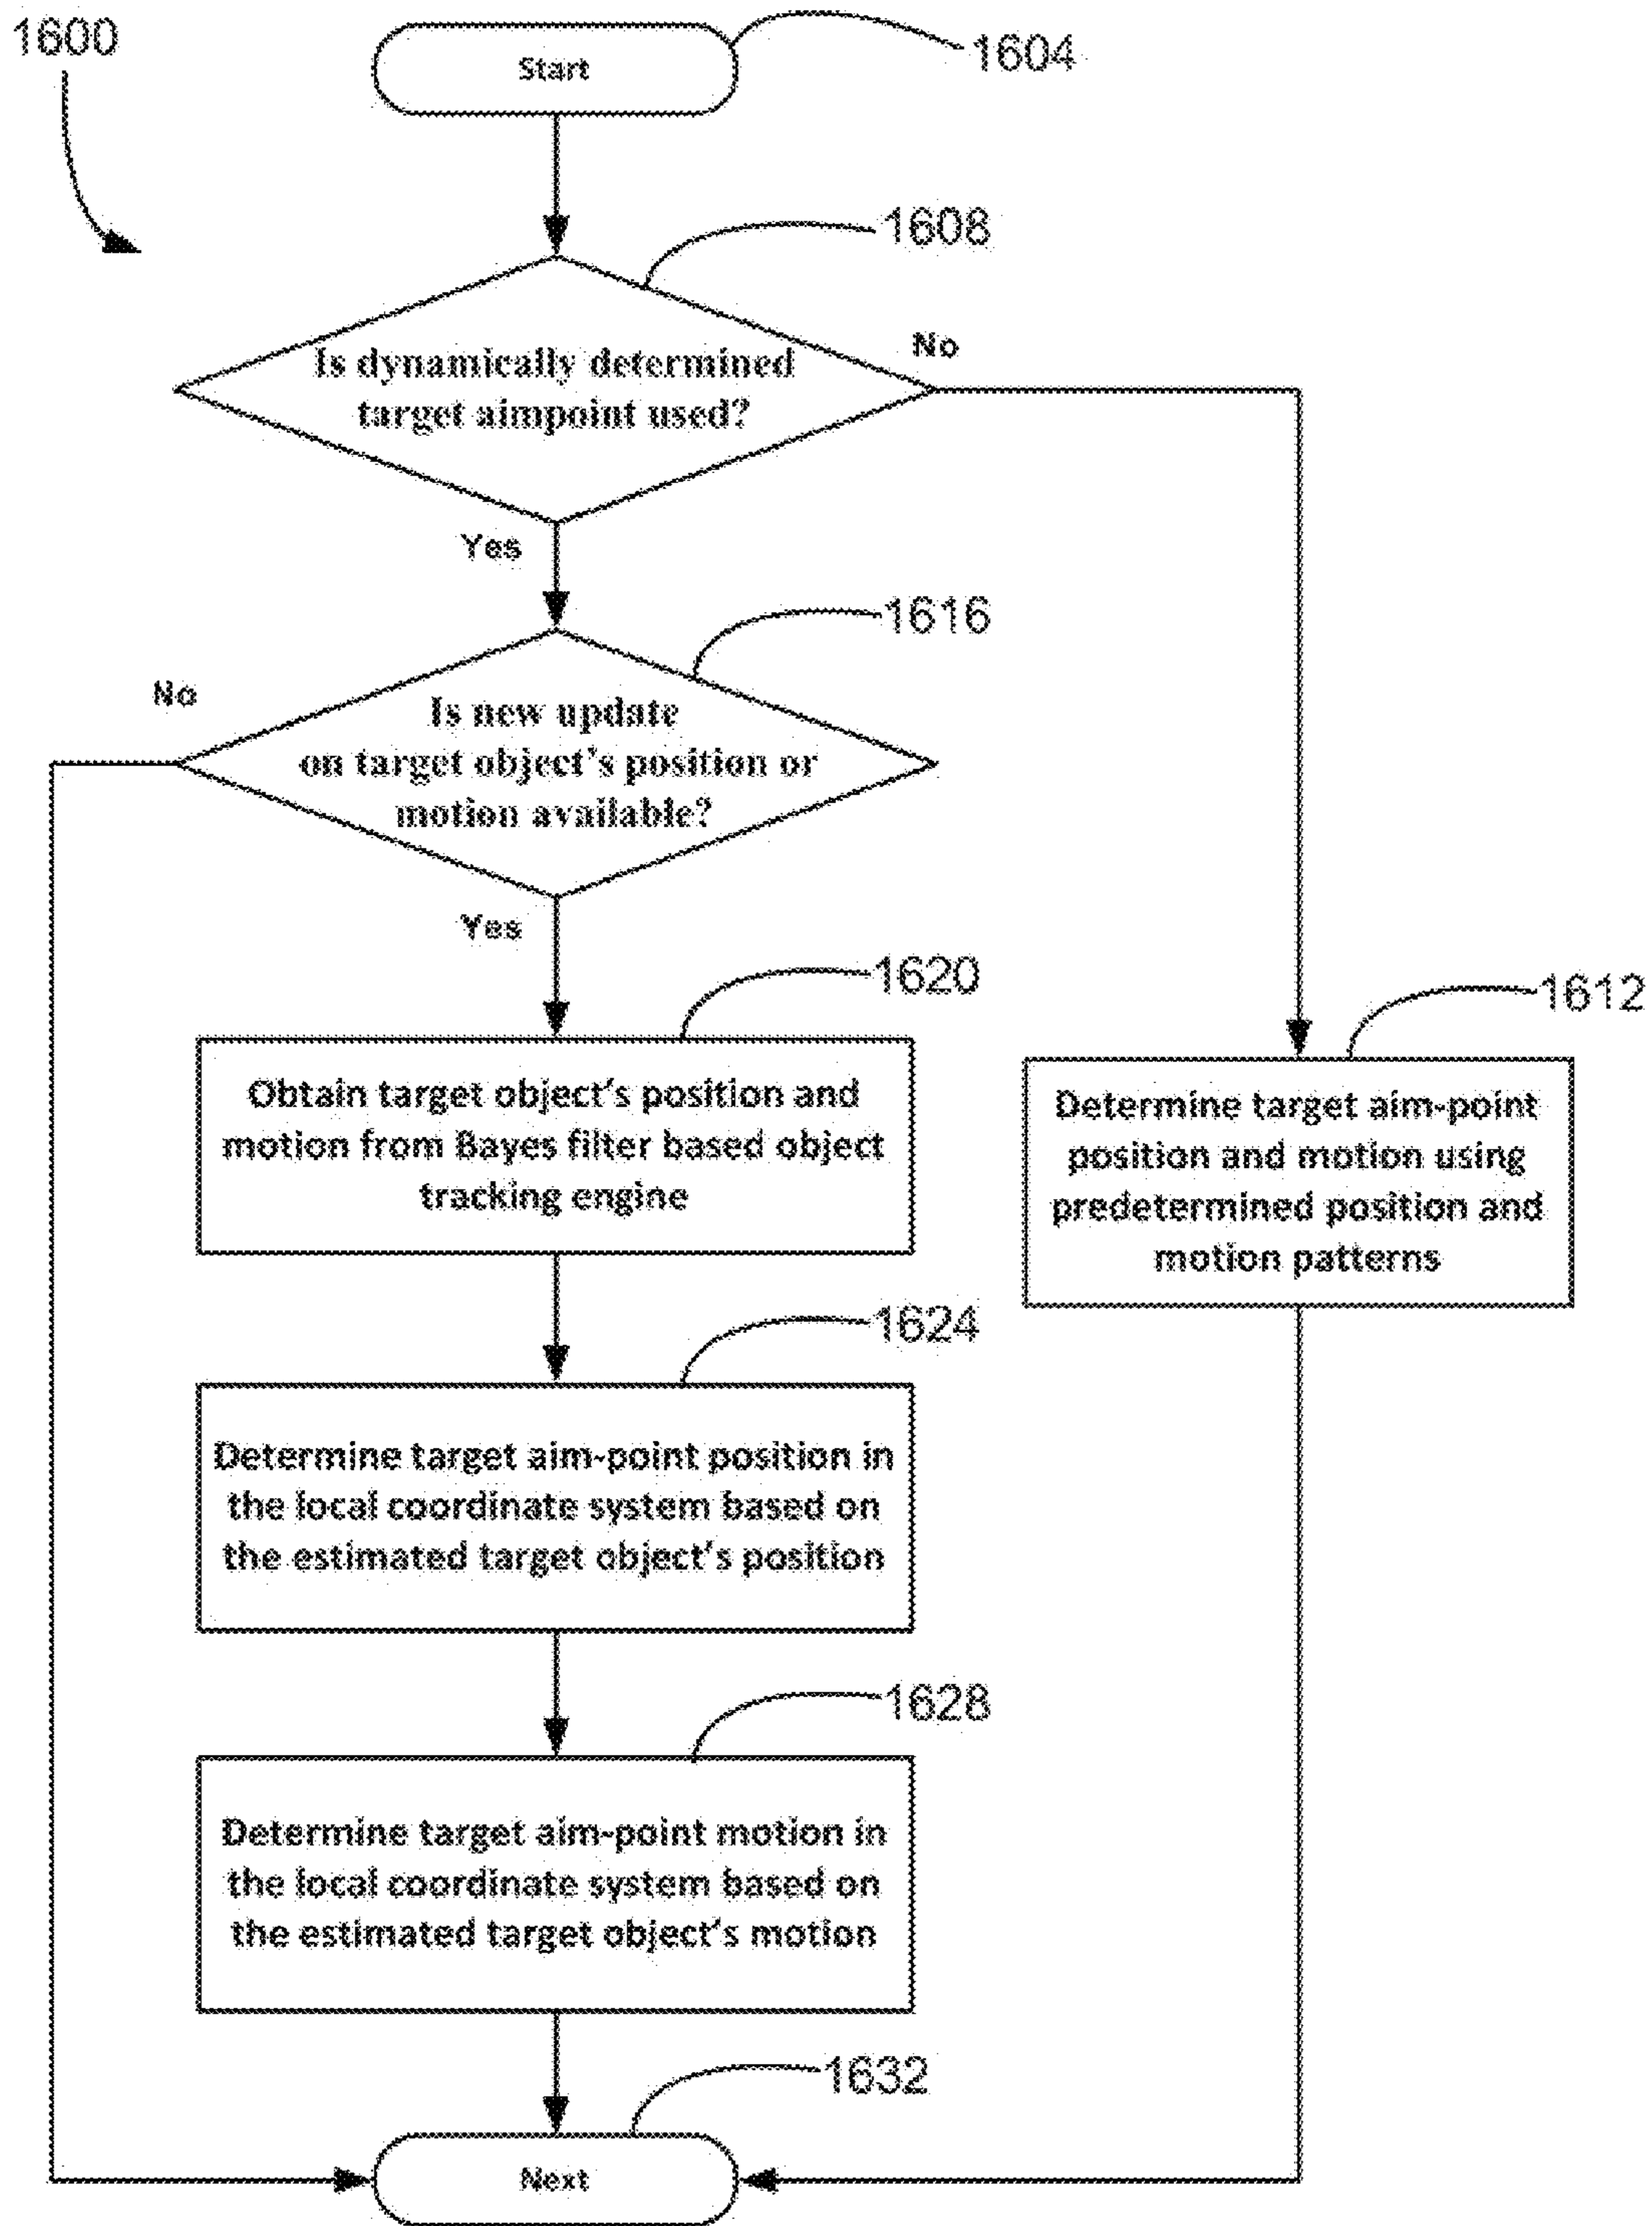 1600
Start
1604
1608
Is dynamically determined
target aimpoint used?
No
Yes
1616
No
Is new update
on target object's position or
motion available?
Yes
1620
1612
Obtain target object's position and
motion from Bayes filter based object
tracking engine
Determine target aim-point
position and motion using
predetermined position and
motion patterns
1624
Determine target aim-point position in
the local coordinate system based on
the estimated target object's position
1628
Determine target aim-point motion in
the local coordinate system based on
the estimated target object's motion
1632
Next